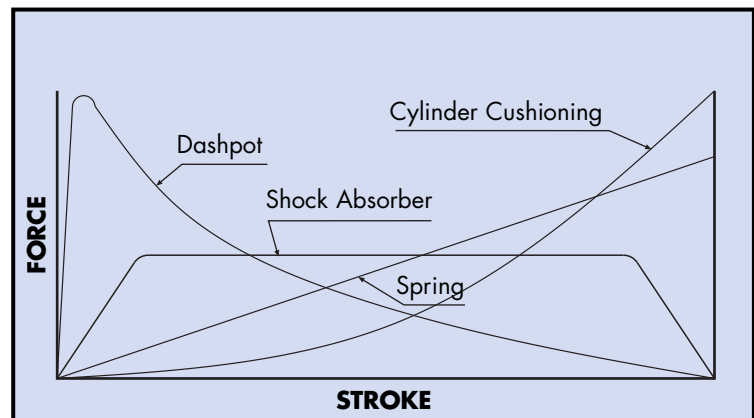 Cylinder Cushioning
Dashpot
Shock Absorber
Spring
FORCE
STROKE